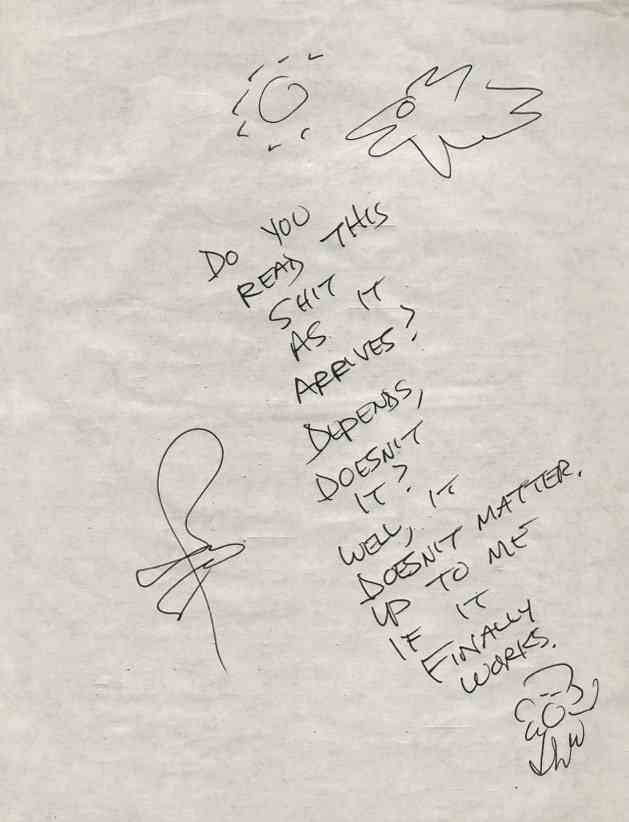 DO YOU
READ THIS
SHIT
AS IT
ARRIVES?
DEPENDS,
DOESN'T
IT?
WELL, IT
DOESN'T MATTER.
UP TO ME
IF IT
FINALLY
WORKS.